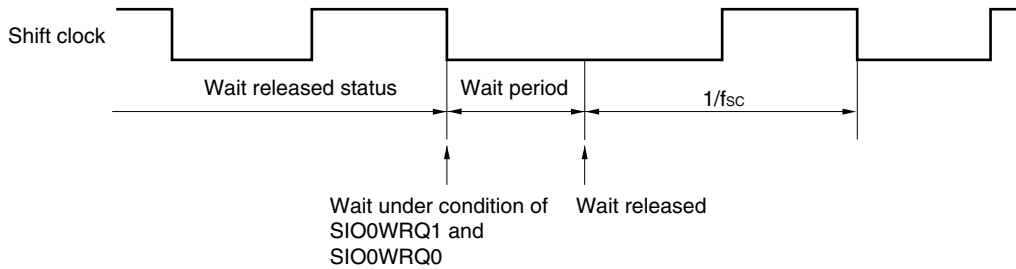 Shift clock
Wait released status
Wait period
1/fSC
Wait under condition of
SIO0WRQ1 and
SIO0WRQ0
Wait released